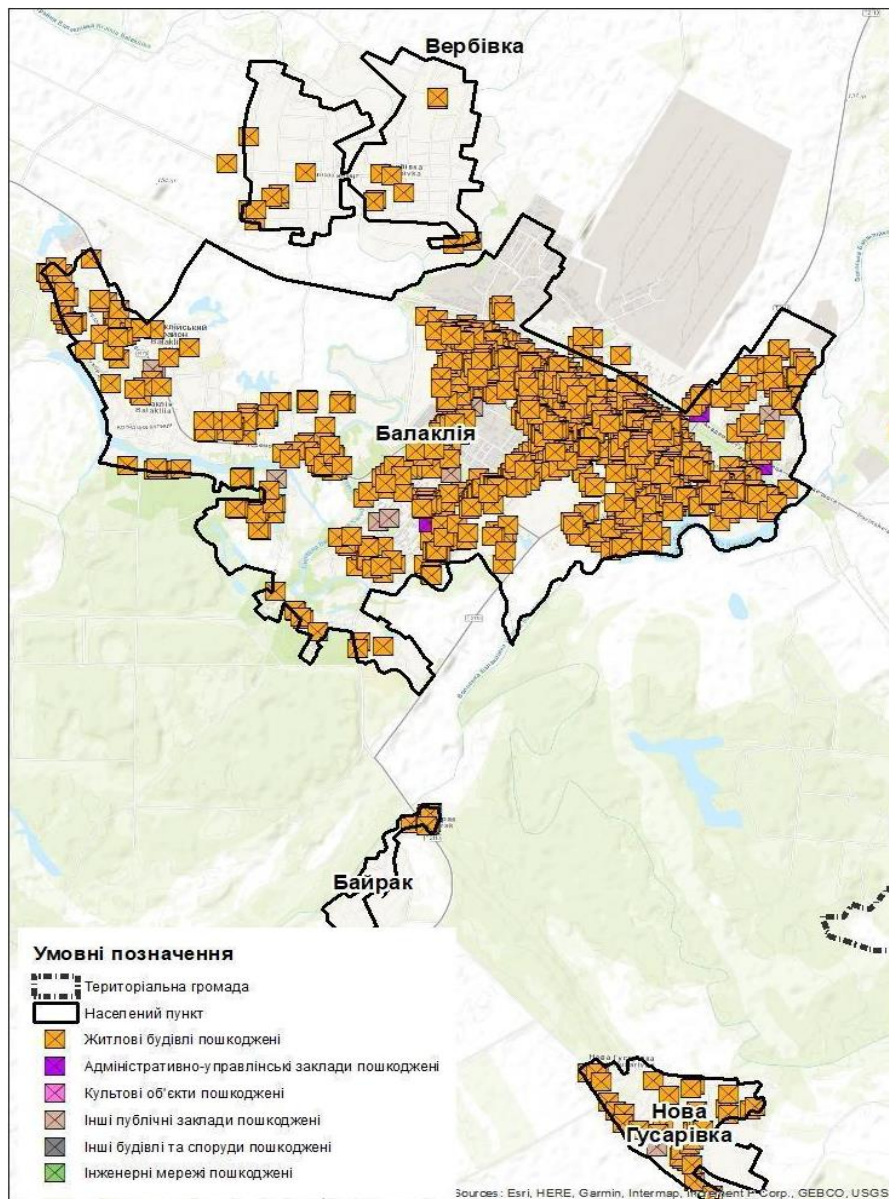 Вербівка
Балаклія
Байрак
Умовні позначення
Територіальна громада
Населений пункт
Житлові будівлі пошкоджені
Адміністративно-управлінські заклади пошкоджені
Культові об'єкти пошкоджені
Інші публічні заклади пошкоджені
Інші будівлі та споруди пошкоджені
Інженерні мережі пошкоджені
Нова
Гусарівка
Sources: Esri, HERE, Garmin, Intermap, Increment P Corp., GEBCO, USGS